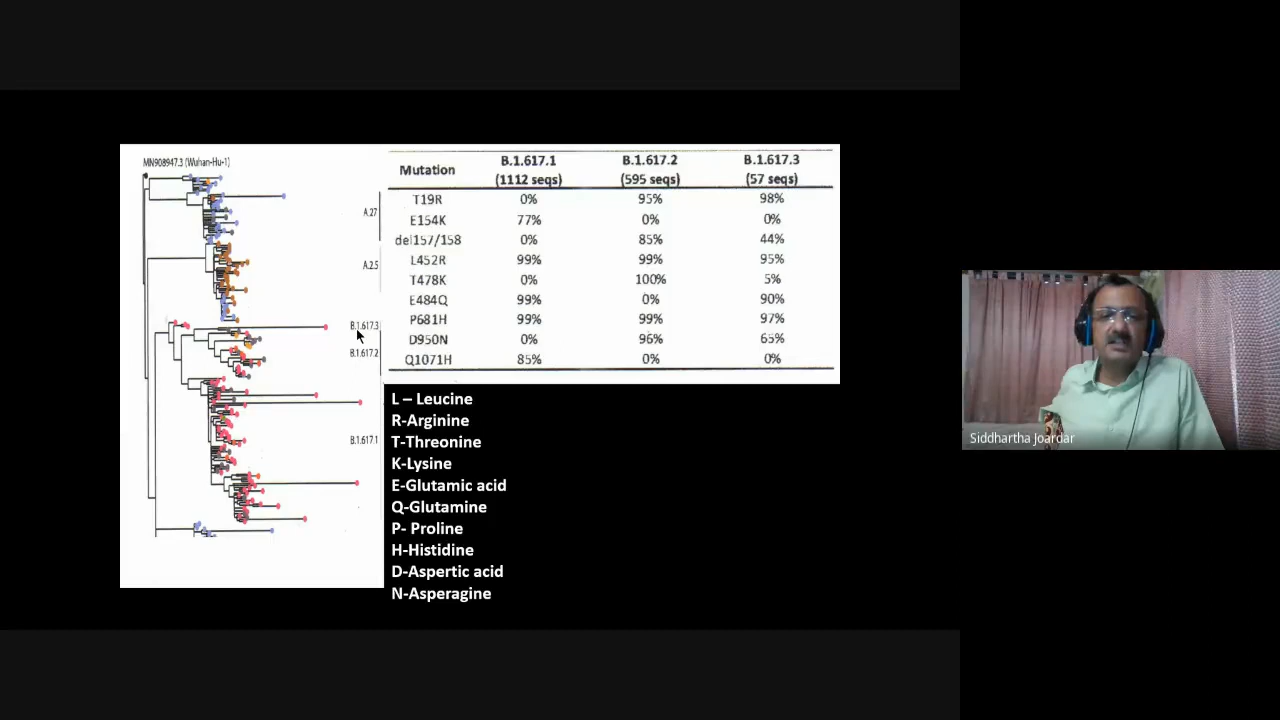 MN908947.3 (Wuhan-Hu-1)
A.27
A.2.5
B.1.617.3
B.1.617.2
B.1.617.1
Mutation B.1.617.1 (1112 seqs) B.1.617.2 (595 seqs) B.1.617.3 (57 seqs)
T19R 0% 95% 98%
E154K 77% 0% 0%
del157/158 0% 85% 44%
L452R 99% 99% 95%
T478K 0% 100% 5%
E484Q 99% 0% 90%
P681H 99% 99% 97%
D950N 0% 96% 65%
Q1071H 85% 0% 0%
L – Leucine
R-Arginine
T-Threonine
K-Lysine
E-Glutamic acid
Q-Glutamine
P- Proline
H-Histidine
D-Aspertic acid
N-Asperagine
Siddhartha Joardar